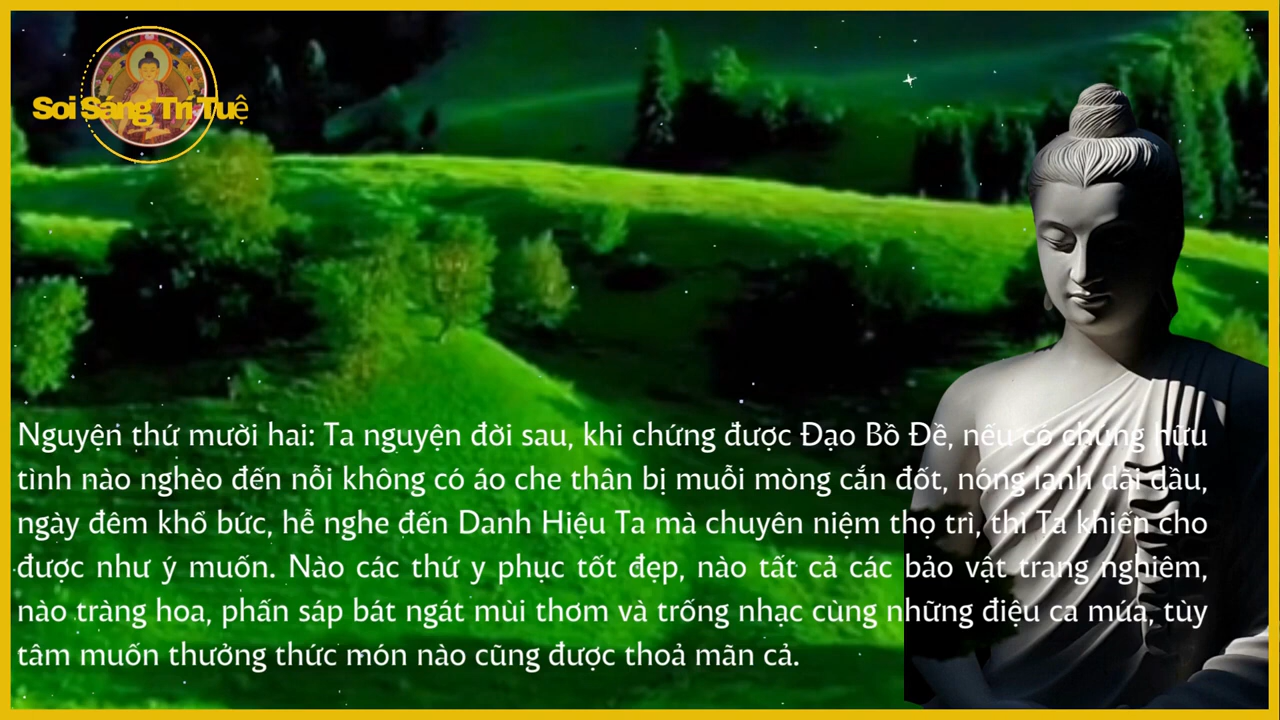 Soi Sáng Trí Tuệ
Nguyện thứ mười hai: Ta nguyện đời sau, khi chứng được Đạo Bồ Đề, nếu có chúng hữu
tình nào nghèo đến nỗi không có áo che thân bị muỗi mòng cắn đốt, nóng lạnh dãi dầu,
ngày đêm khổ bức, hễ nghe đến Danh Hiệu Ta mà chuyên niệm thọ trì, thì Ta khiến cho
được như ý muốn. Nào các thứ y phục tốt đẹp, nào tất cả các bảo vật trang nghiêm,
nào tràng hoa, phấn sáp bát ngát mùi thơm và trống nhạc cùng những điệu ca múa, tùy
tâm muốn thưởng thức món nào cũng được thoả mãn cả.